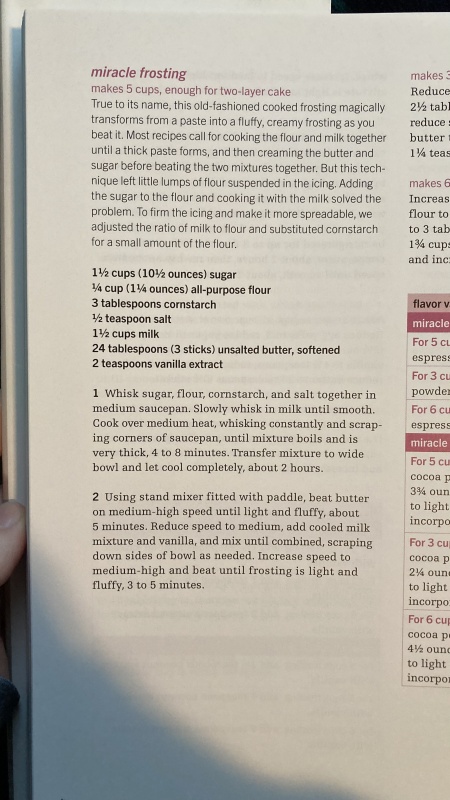 miracle frosting
makes 5 cups, enough for two-layer cake
True to its name, this old-fashioned cooked frosting magically
transforms from a paste into a fluffy, creamy frosting as you
beat it. Most recipes call for cooking the flour and milk together
until a thick paste forms, and then creaming the butter and
sugar before beating the two mixtures together. But this tech-
nique left little lumps of flour suspended in the icing. Adding
the sugar to the flour and cooking it with the milk solved the
problem. To firm the icing and make it more spreadable, we
adjusted the ratio of milk to flour and substituted cornstarch
for a small amount of the flour.
1½ cups (10½ ounces) sugar
¼ cup (1¼ ounces) all-purpose flour
3 tablespoons cornstarch
½ teaspoon salt
1½ cups milk
24 tablespoons (3 sticks) unsalted butter, softened
2 teaspoons vanilla extract
1 Whisk sugar, flour, cornstarch, and salt together in
medium saucepan. Slowly whisk in milk until smooth.
Cook over medium heat, whisking constantly and scrap-
ing corners of saucepan, until mixture boils and is
very thick, 4 to 8 minutes. Transfer mixture to wide
bowl and let cool completely, about 2 hours.
2 Using stand mixer fitted with paddle, beat butter
on medium-high speed until light and fluffy, about
5 minutes. Reduce speed to medium, add cooled milk
mixture and vanilla, and mix until combined, scraping
down sides of bowl as needed. Increase speed to
medium-high and beat until frosting is light and
fluffy, 3 to 5 minutes.
makes 3
Reduce
2½ tabl
reduce
butter
1¼ teas
makes 6
Increas
flour to
to 3 tab
1¾ cups
and inc
flavor v
miracle
For 5 cu
espress
For 3 cu
powder
For 6 cu
espress
miracle
For 5 cu
cocoa p
3¾ oun
to light
incorpo
For 3 cu
cocoa p
2¼ oun
to light
incorpo
For 6 cup
cocoa po
4½ ounc
to light
incorpor